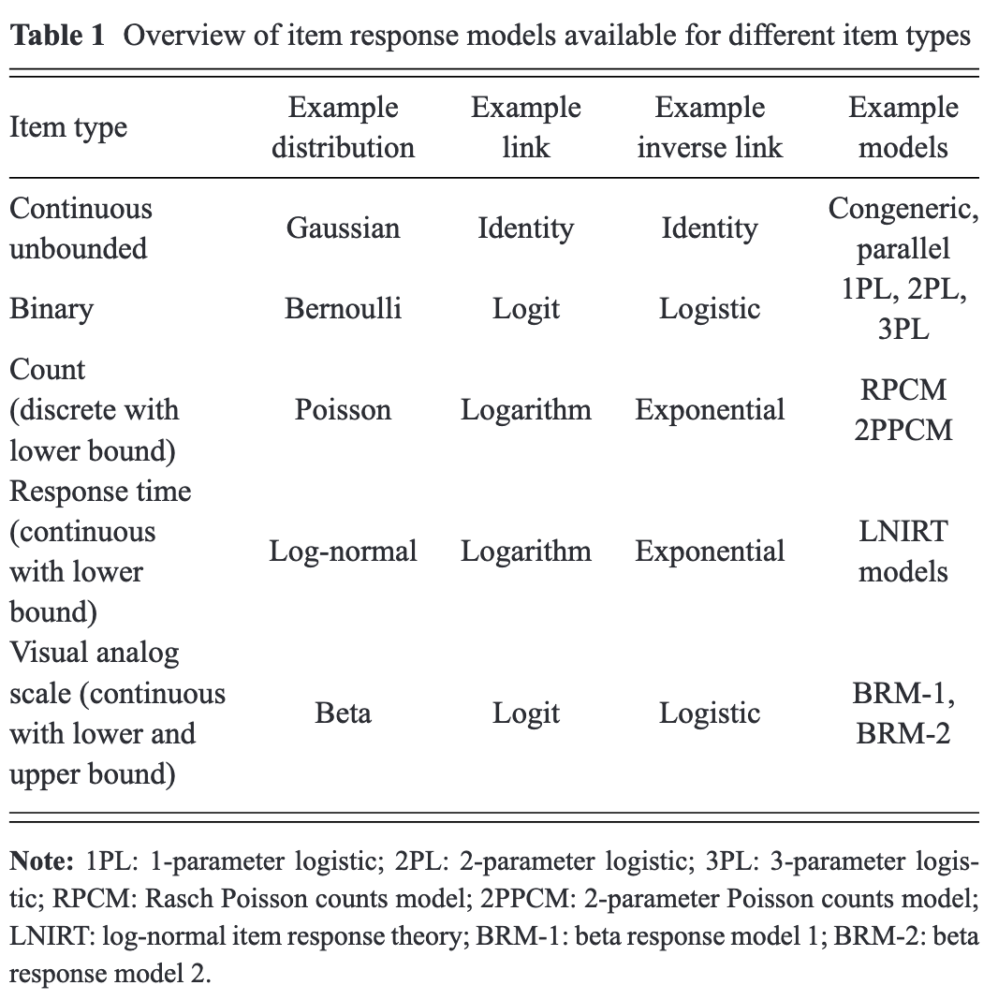 Table 1 Overview of item response models available for different item types
Item type
Example distribution
Example link
Example inverse link
Example models
Continuous unbounded
Gaussian
Identity
Identity
Congeneric, parallel
Binary
Bernoulli
Logit
Logistic
1PL, 2PL, 3PL
Count (discrete with lower bound)
Poisson
Logarithm
Exponential
RPCM 2PPCM
Response time (continuous with lower bound)
Log-normal
Logarithm
Exponential
LNIRT models
Visual analog scale (continuous with lower and upper bound)
Beta
Logit
Logistic
BRM-1, BRM-2
Note: 1PL: 1-parameter logistic; 2PL: 2-parameter logistic; 3PL: 3-parameter logis-
tic; RPCM: Rasch Poisson counts model; 2PPCM: 2-parameter Poisson counts model;
LNIRT: log-normal item response theory; BRM-1: beta response model 1; BRM-2: beta
response model 2.